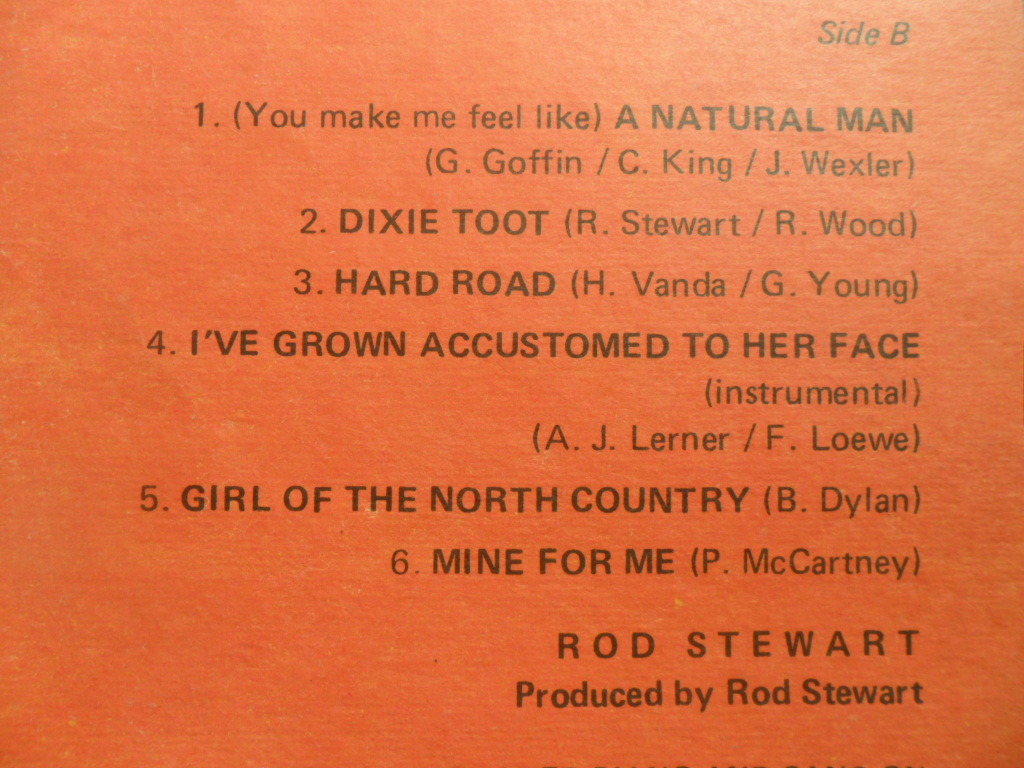 Side B
1. (You make me feel like) A NATURAL MAN
(G. Goffin / C. King / J. Wexler)
2. DIXIE TOOT (R. Stewart / R. Wood)
3. HARD ROAD (H. Vanda / G. Young)
4. I'VE GROWN ACCUSTOMED TO HER FACE
(instrumental)
(A. J. Lerner / F. Loewe)
5. GIRL OF THE NORTH COUNTRY (B. Dylan)
6. MINE FOR ME (P. McCartney)
ROD STEWART
Produced by Rod Stewart